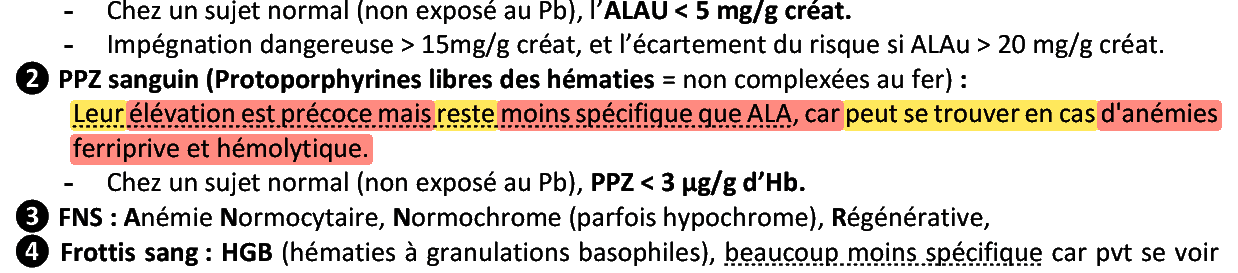 - Chez un sujet normal (non exposé au Pb), l'ALAU < 5 mg/g créat.
- Impégnation dangereuse > 15mg/g créat, et l'écartement du risque si ALAu > 20 mg/g créat.
❷ PPZ sanguin (Protoporphyrines libres des hématies = non complexées au fer) :
Leur élévation est précoce mais reste moins spécifique que ALA, car peut se trouver en cas d'anémies
ferriprive et hémolytique.
- Chez un sujet normal (non exposé au Pb), PPZ < 3 µg/g d'Hb.
❸ FNS : Anémie Normocytaire, Normochrome (parfois hypochrome), Régénérative,
❹ Frottis sang : HGB (hématies à granulations basophiles), beaucoup moins spécifique car pvt se voir